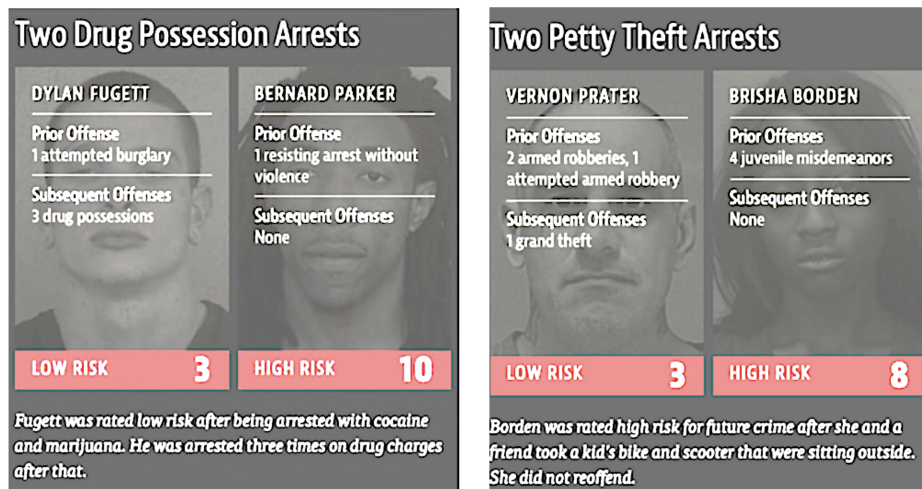 Two Drug Possession Arrests
DYLAN FUGETT
Prior Offense
1 attempted burglary
Subsequent Offenses
3 drug possessions
LOW RISK 3
BERNARD PARKER
Prior Offense
1 resisting arrest without
violence
Subsequent Offenses
None
HIGH RISK 10
Fugett was rated low risk after being arrested with cocaine
and marijuana. He was arrested three times on drug charges
after that.
Two Petty Theft Arrests
VERNON PRATER
Prior Offenses
2 armed robberies, 1
attempted armed robbery
Subsequent Offenses
1 grand theft
LOW RISK 3
BRISHA BORDEN
Prior Offenses
4 juvenile misdemeanors
Subsequent Offenses
None
HIGH RISK 8
Borden was rated high risk for future crime after she and a
friend took a kid's bike and scooter that were sitting outside.
She did not reoffend.